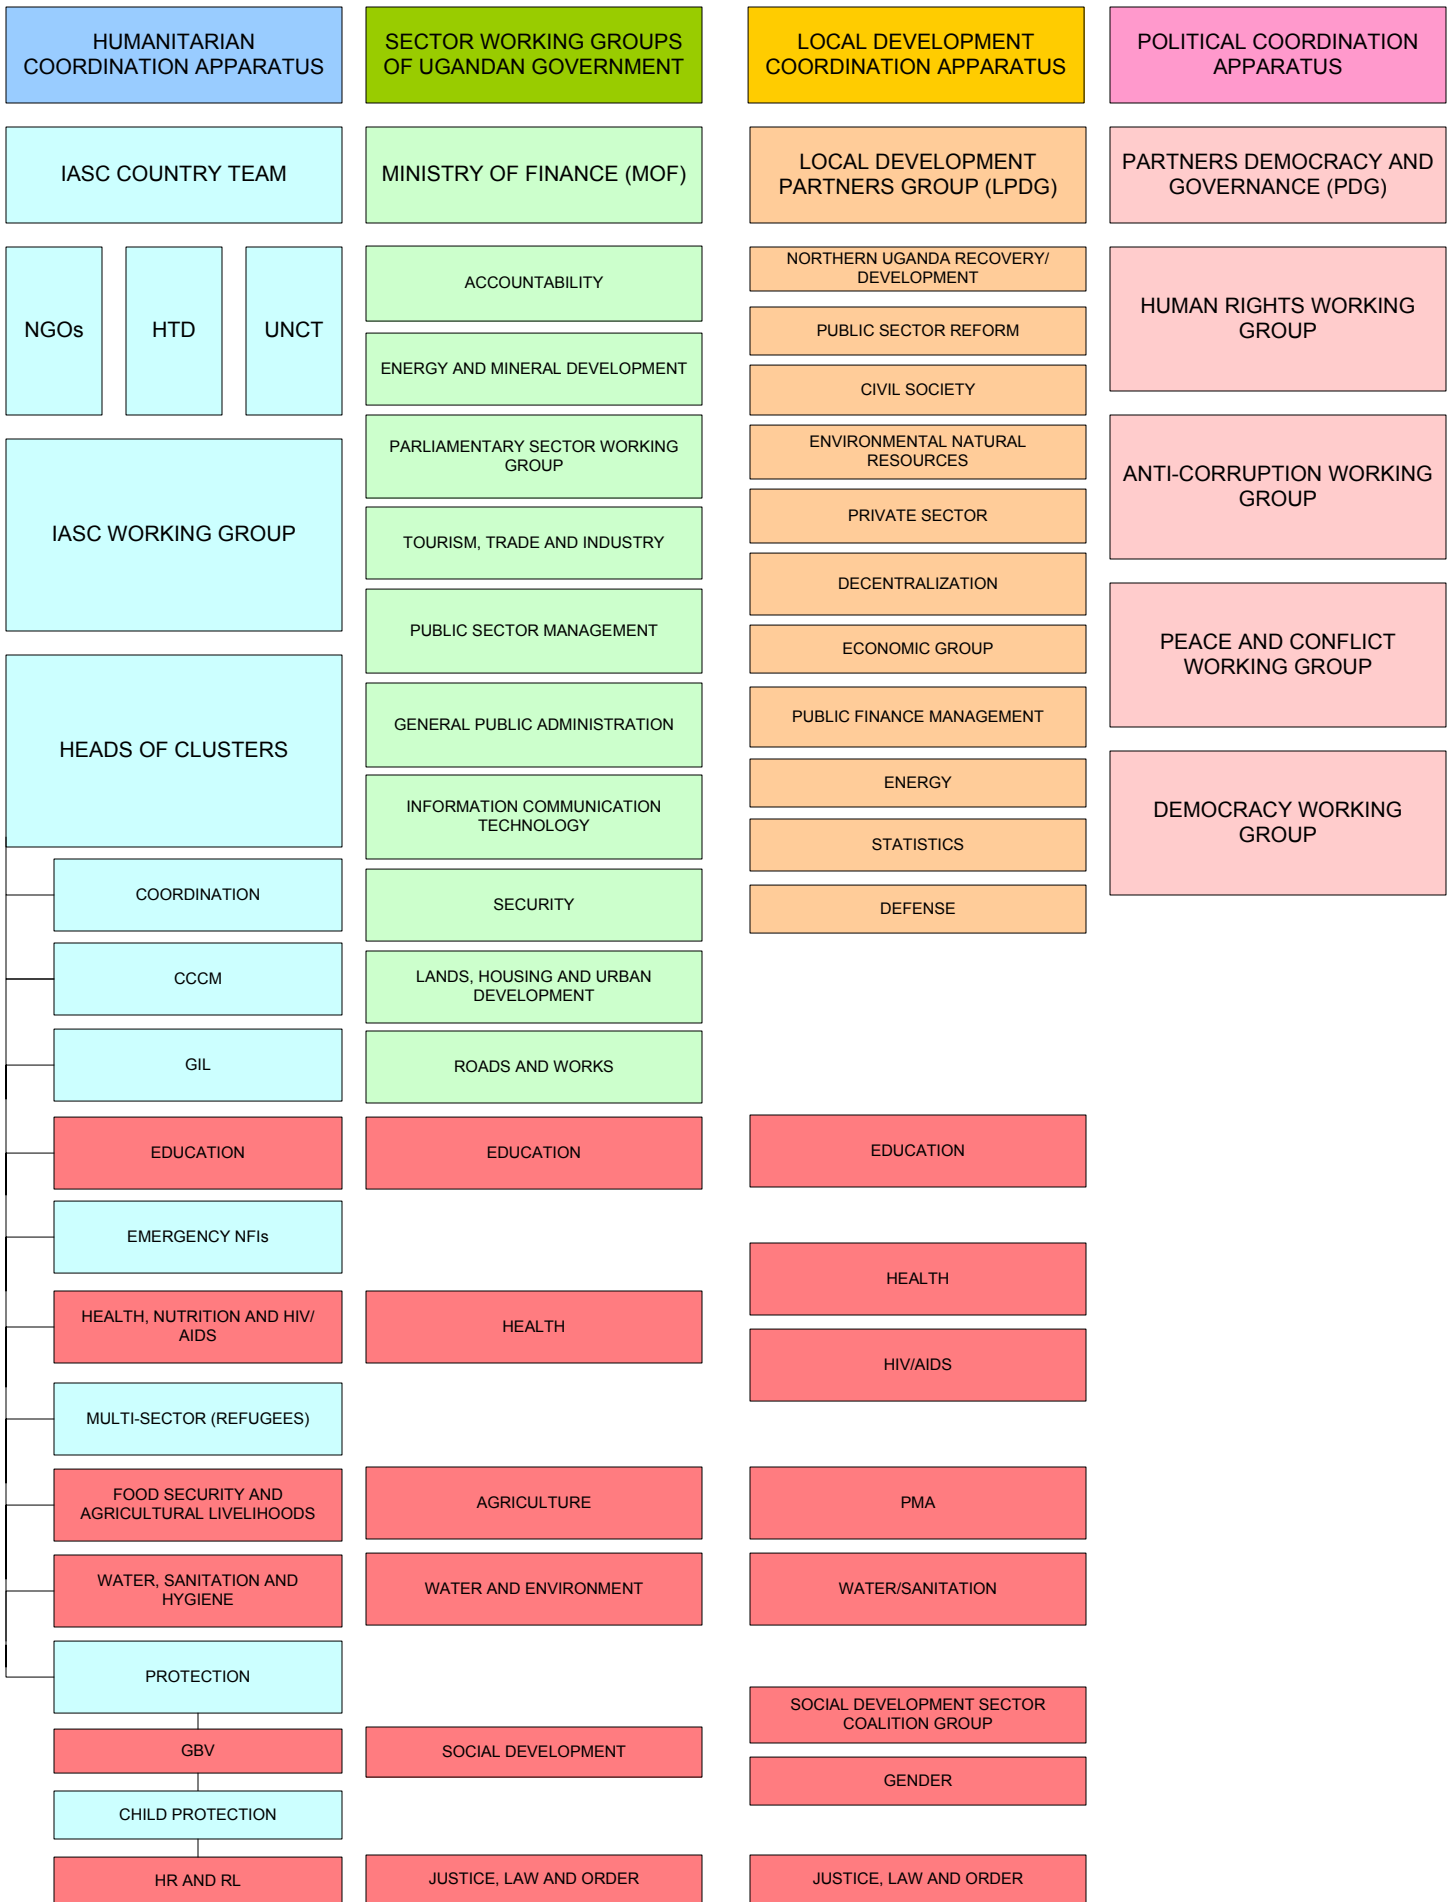 HUMANITARIAN
COORDINATION APPARATUS
SECTOR WORKING GROUPS
OF UGANDAN GOVERNMENT
LOCAL DEVELOPMENT
COORDINATION APPARATUS
POLITICAL COORDINATION
APPARATUS
IASC COUNTRY TEAM
MINISTRY OF FINANCE (MOF)
LOCAL DEVELOPMENT
PARTNERS GROUP (LPDG)
PARTNERS DEMOCRACY AND
GOVERNANCE (PDG)
NGOs
HTD
UNCT
IASC WORKING GROUP
HEADS OF CLUSTERS
COORDINATION
CCCM
GIL
EDUCATION
EMERGENCY NFIs
HEALTH, NUTRITION AND HIV/
AIDS
MULTI-SECTOR (REFUGEES)
FOOD SECURITY AND
AGRICULTURAL LIVELIHOODS
WATER, SANITATION AND
HYGIENE
PROTECTION
GBV
CHILD PROTECTION
HR AND RL
ACCOUNTABILITY
ENERGY AND MINERAL DEVELOPMENT
PARLIAMENTARY SECTOR WORKING
GROUP
TOURISM, TRADE AND INDUSTRY
PUBLIC SECTOR MANAGEMENT
GENERAL PUBLIC ADMINISTRATION
INFORMATION COMMUNICATION
TECHNOLOGY
SECURITY
LANDS, HOUSING AND URBAN
DEVELOPMENT
ROADS AND WORKS
EDUCATION
HEALTH
AGRICULTURE
WATER AND ENVIRONMENT
SOCIAL DEVELOPMENT
JUSTICE, LAW AND ORDER
NORTHERN UGANDA RECOVERY/
DEVELOPMENT
PUBLIC SECTOR REFORM
CIVIL SOCIETY
ENVIRONMENTAL NATURAL
RESOURCES
PRIVATE SECTOR
DECENTRALIZATION
ECONOMIC GROUP
PUBLIC FINANCE MANAGEMENT
ENERGY
STATISTICS
DEFENSE
EDUCATION
HEALTH
HIV/AIDS
PMA
WATER/SANITATION
SOCIAL DEVELOPMENT SECTOR
COALITION GROUP
GENDER
JUSTICE, LAW AND ORDER
HUMAN RIGHTS WORKING
GROUP
ANTI-CORRUPTION WORKING
GROUP
PEACE AND CONFLICT
WORKING GROUP
DEMOCRACY WORKING
GROUP